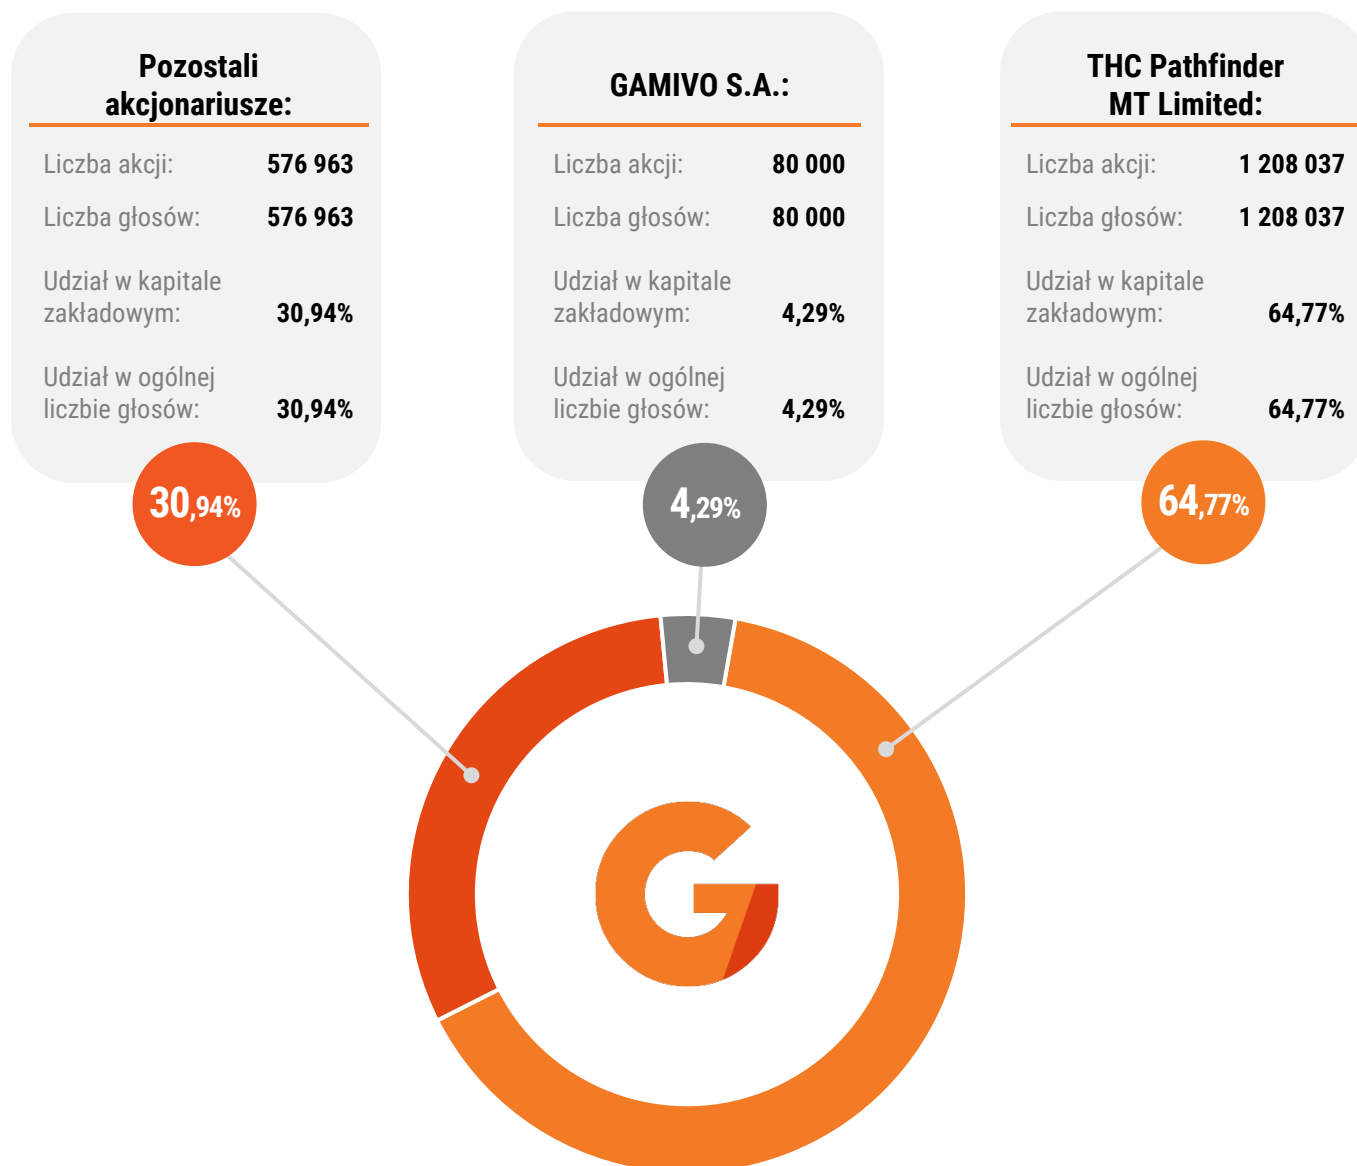 Pozostali
akcjonariusze:
Liczba akcji: 576 963
Liczba głosów: 576 963
Udział w kapitale
zakładowym: 30,94%
Udział w ogólnej
liczbie głosów: 30,94%
30,94%
GAMIVO S.A.:
Liczba akcji: 80 000
Liczba głosów: 80 000
Udział w kapitale
zakładowym: 4,29%
Udział w ogólnej
liczbie głosów: 4,29%
4,29%
THC Pathfinder
MT Limited:
Liczba akcji: 1 208 037
Liczba głosów: 1 208 037
Udział w kapitale
zakładowym: 64,77%
Udział w ogólnej
liczbie głosów: 64,77%
64,77%
G